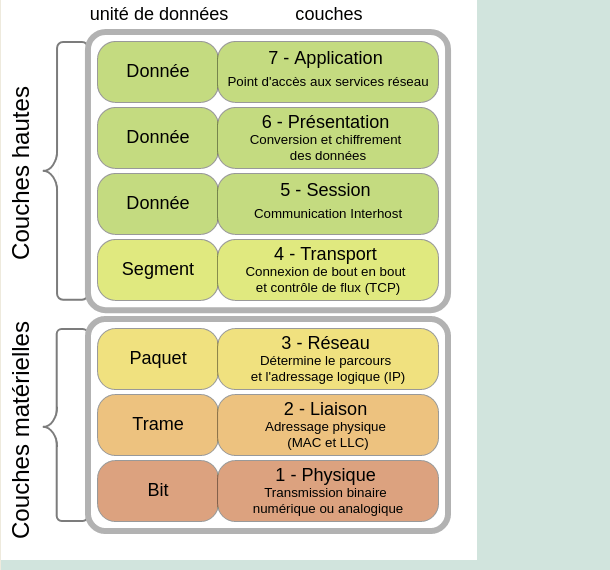 unité de données couches
Couches hautes
Donnée
7 - Application
Point d'accès aux services réseau
Donnée
6 - Présentation
Conversion et chiffrement
des données
Donnée
5 - Session
Communication Interhost
Segment
4 - Transport
Connexion de bout en bout
et contrôle de flux (TCP)
Couches matérielles
Paquet
3 - Réseau
Détermine le parcours
et l'adressage logique (IP)
Trame
2 - Liaison
Adressage physique
(MAC et LLC)
Bit
1 - Physique
Transmission binaire
numérique ou analogique